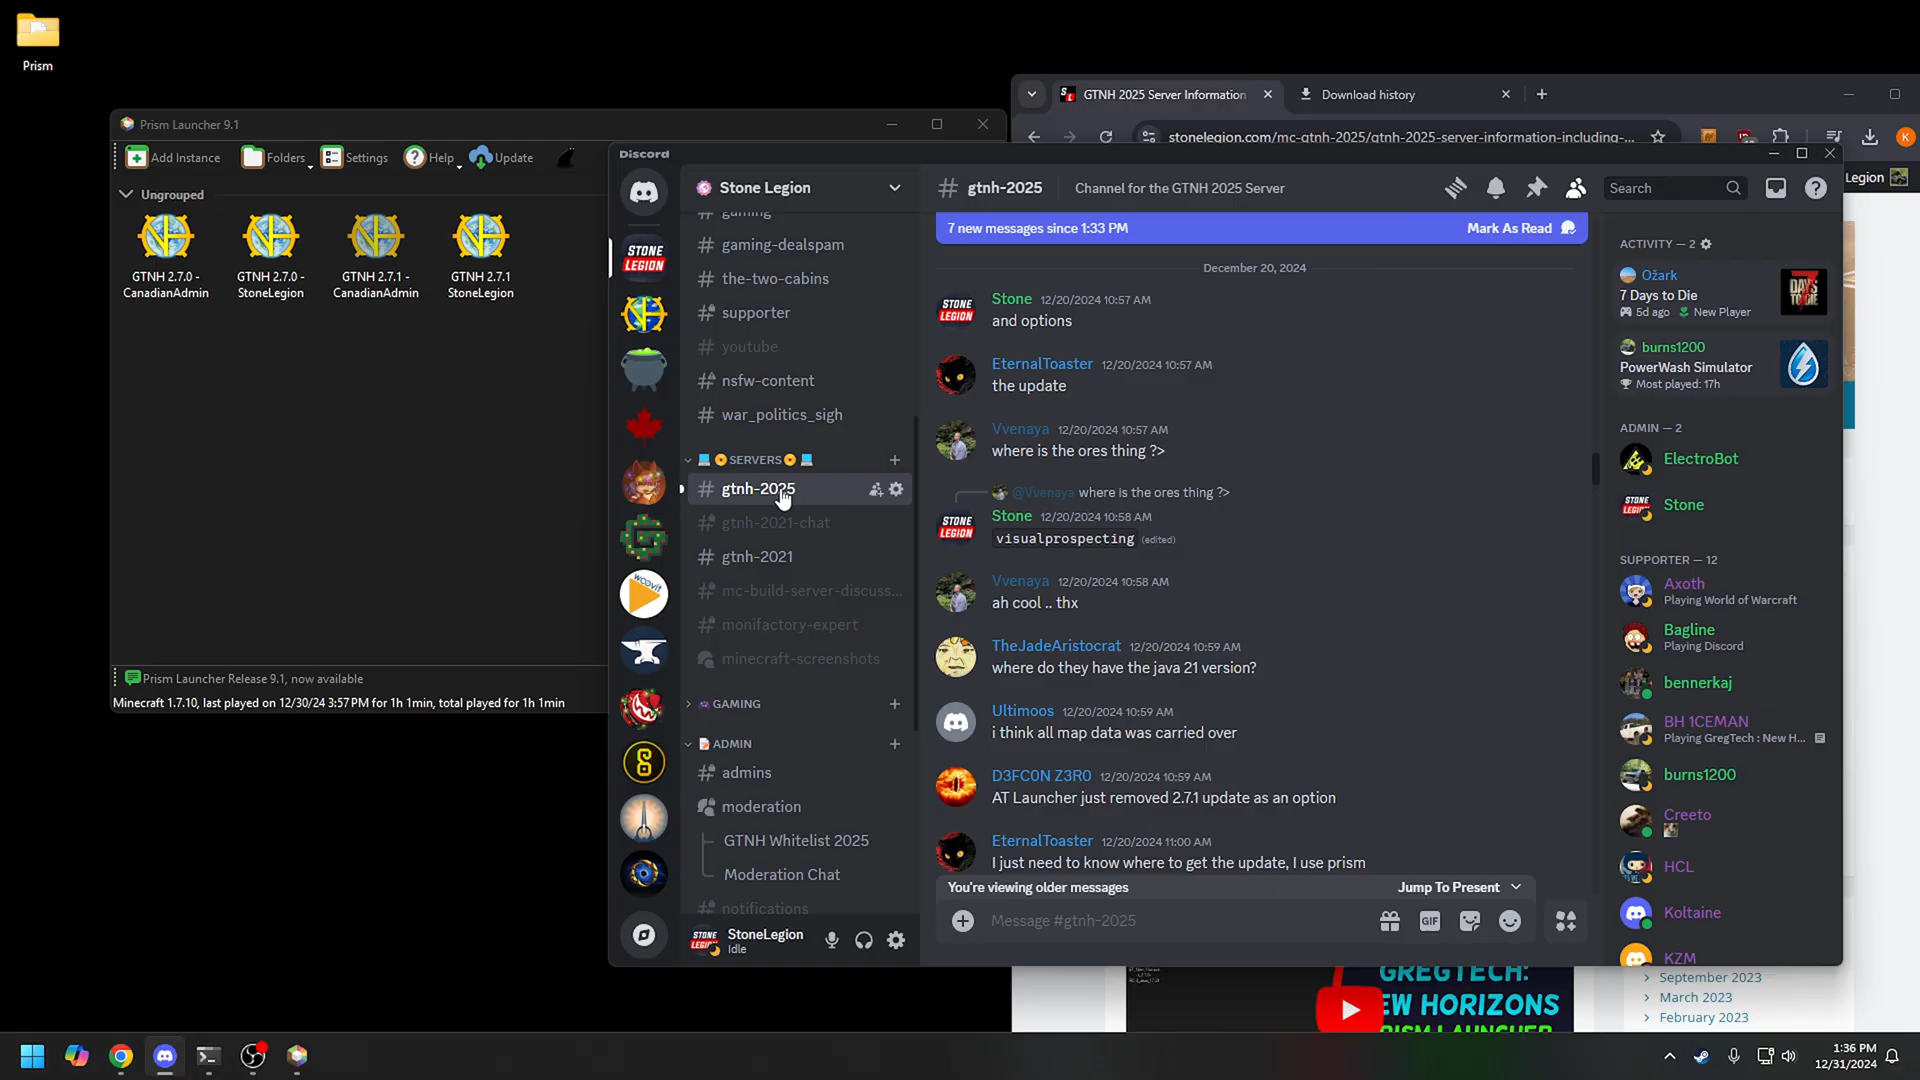 Prism
Prism Launcher 9.1
Add Instance
Folders
Settings
Help
Update
Ungrouped
GTNH 2.7.0 -
CanadianAdmin
GTNH 2.7.0 -
StoneLegion
GTNH 2.7.1 -
CanadianAdmin
GTNH 2.7.1
StoneLegion
Prism Launcher Release 9.1, now available
Minecraft 1.7.10, last played on 12/30/24 3:57 PM for 1h 1min, total played for 1h 1min
GTNH 2025 Server Information
Download history
stonelegion.com/mc-gtnh-2025/gtnh-2025-server-information-including-...
K
Legion
Discord
STONE
LEGION
WOOVIT
Stone Legion
gaming
gaming-dealspam
the-two-cabins
supporter
youtube
nsfw-content
war_politics_sigh
SERVERS
gtnh-2025
gtnh-2021-chat
gtnh-2021
mc-build-server-discuss...
monifactory-expert
minecraft-screenshots
GAMING
ADMIN
admins
moderation
GTNH Whitelist 2025
Moderation Chat
notifications
StoneLegion
Idle
gtnh-2025
Channel for the GTNH 2025 Server
Search
7 new messages since 1:33 PM
Mark As Read
December 20, 2024
Stone 12/20/2024 10:57 AM
and options
EternalToaster 12/20/2024 10:57 AM
the update
Vvenaya 12/20/2024 10:57 AM
where is the ores thing ?>
@Vvenaya where is the ores thing ?>
Stone 12/20/2024 10:58 AM
visualprospecting (edited)
Vvenaya 12/20/2024 10:58 AM
ah cool .. thx
TheJadeAristocrat 12/20/2024 10:59 AM
where do they have the java 21 version?
Ultimoos 12/20/2024 10:59 AM
i think all map data was carried over
D3FC0N Z3R0 12/20/2024 10:59 AM
AT Launcher just removed 2.7.1 update as an option
EternalToaster 12/20/2024 11:00 AM
I just need to know where to get the update, I use prism
You're viewing older messages
Jump To Present
Message #gtnh-2025
GIF
ACTIVITY — 2
Ožark
7 Days to Die
5d ago New Player
burns1200
PowerWash Simulator
Most played: 17h
ADMIN — 2
ElectroBot
Stone
SUPPORTER — 12
Axoth
Playing World of Warcraft
Bagline
Playing Discord
bennerkaj
BH 1CEMAN
Playing GregTech : New H...
burns1200
Creeto
HCL
Koltaine
KZM
GREGTECH:
EW HORIZONS
RISM LAUNCHER
September 2023
March 2023
February 2023
1:36 PM
12/31/2024